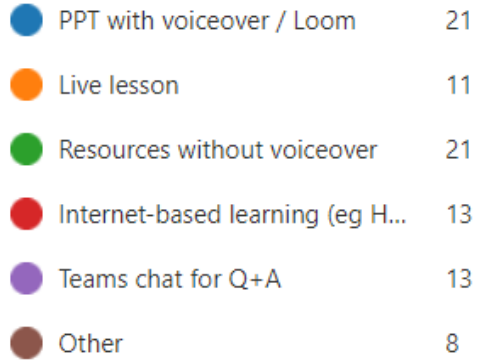 PPT with voiceover / Loom 21
Live lesson 11
Resources without voiceover 21
Internet-based learning (eg H... 13
Teams chat for Q+A 13
Other 8